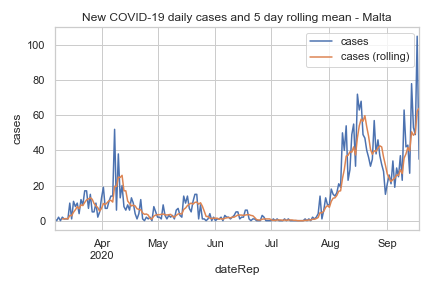 New COVID-19 daily cases and 5 day rolling mean - Malta
cases
cases (rolling)
100
80
60
40
20
0
cases
Apr May Jun Jul Aug Sep
2020
dateRep